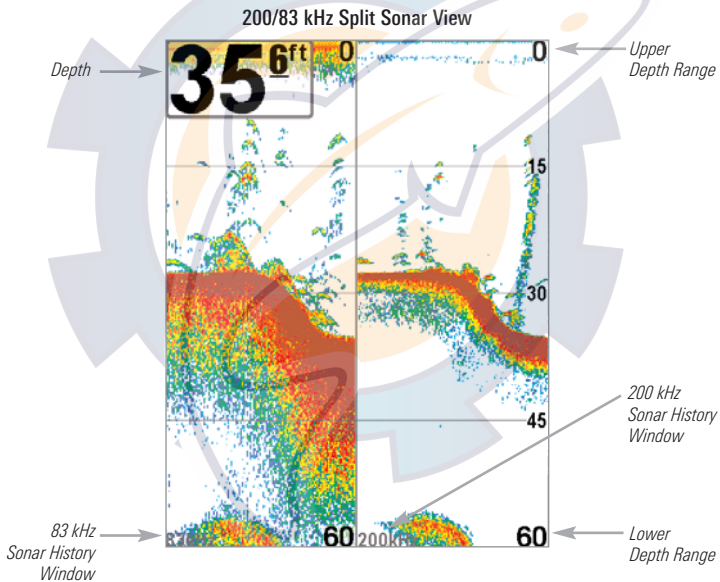 200/83 kHz Split Sonar View
Depth
35 6 ft
0
0
Upper
Depth Range
15
30
45
200 kHz
Sonar History
Window
83 kHz
Sonar History
Window
60
200kHz
60
Lower
Depth Range